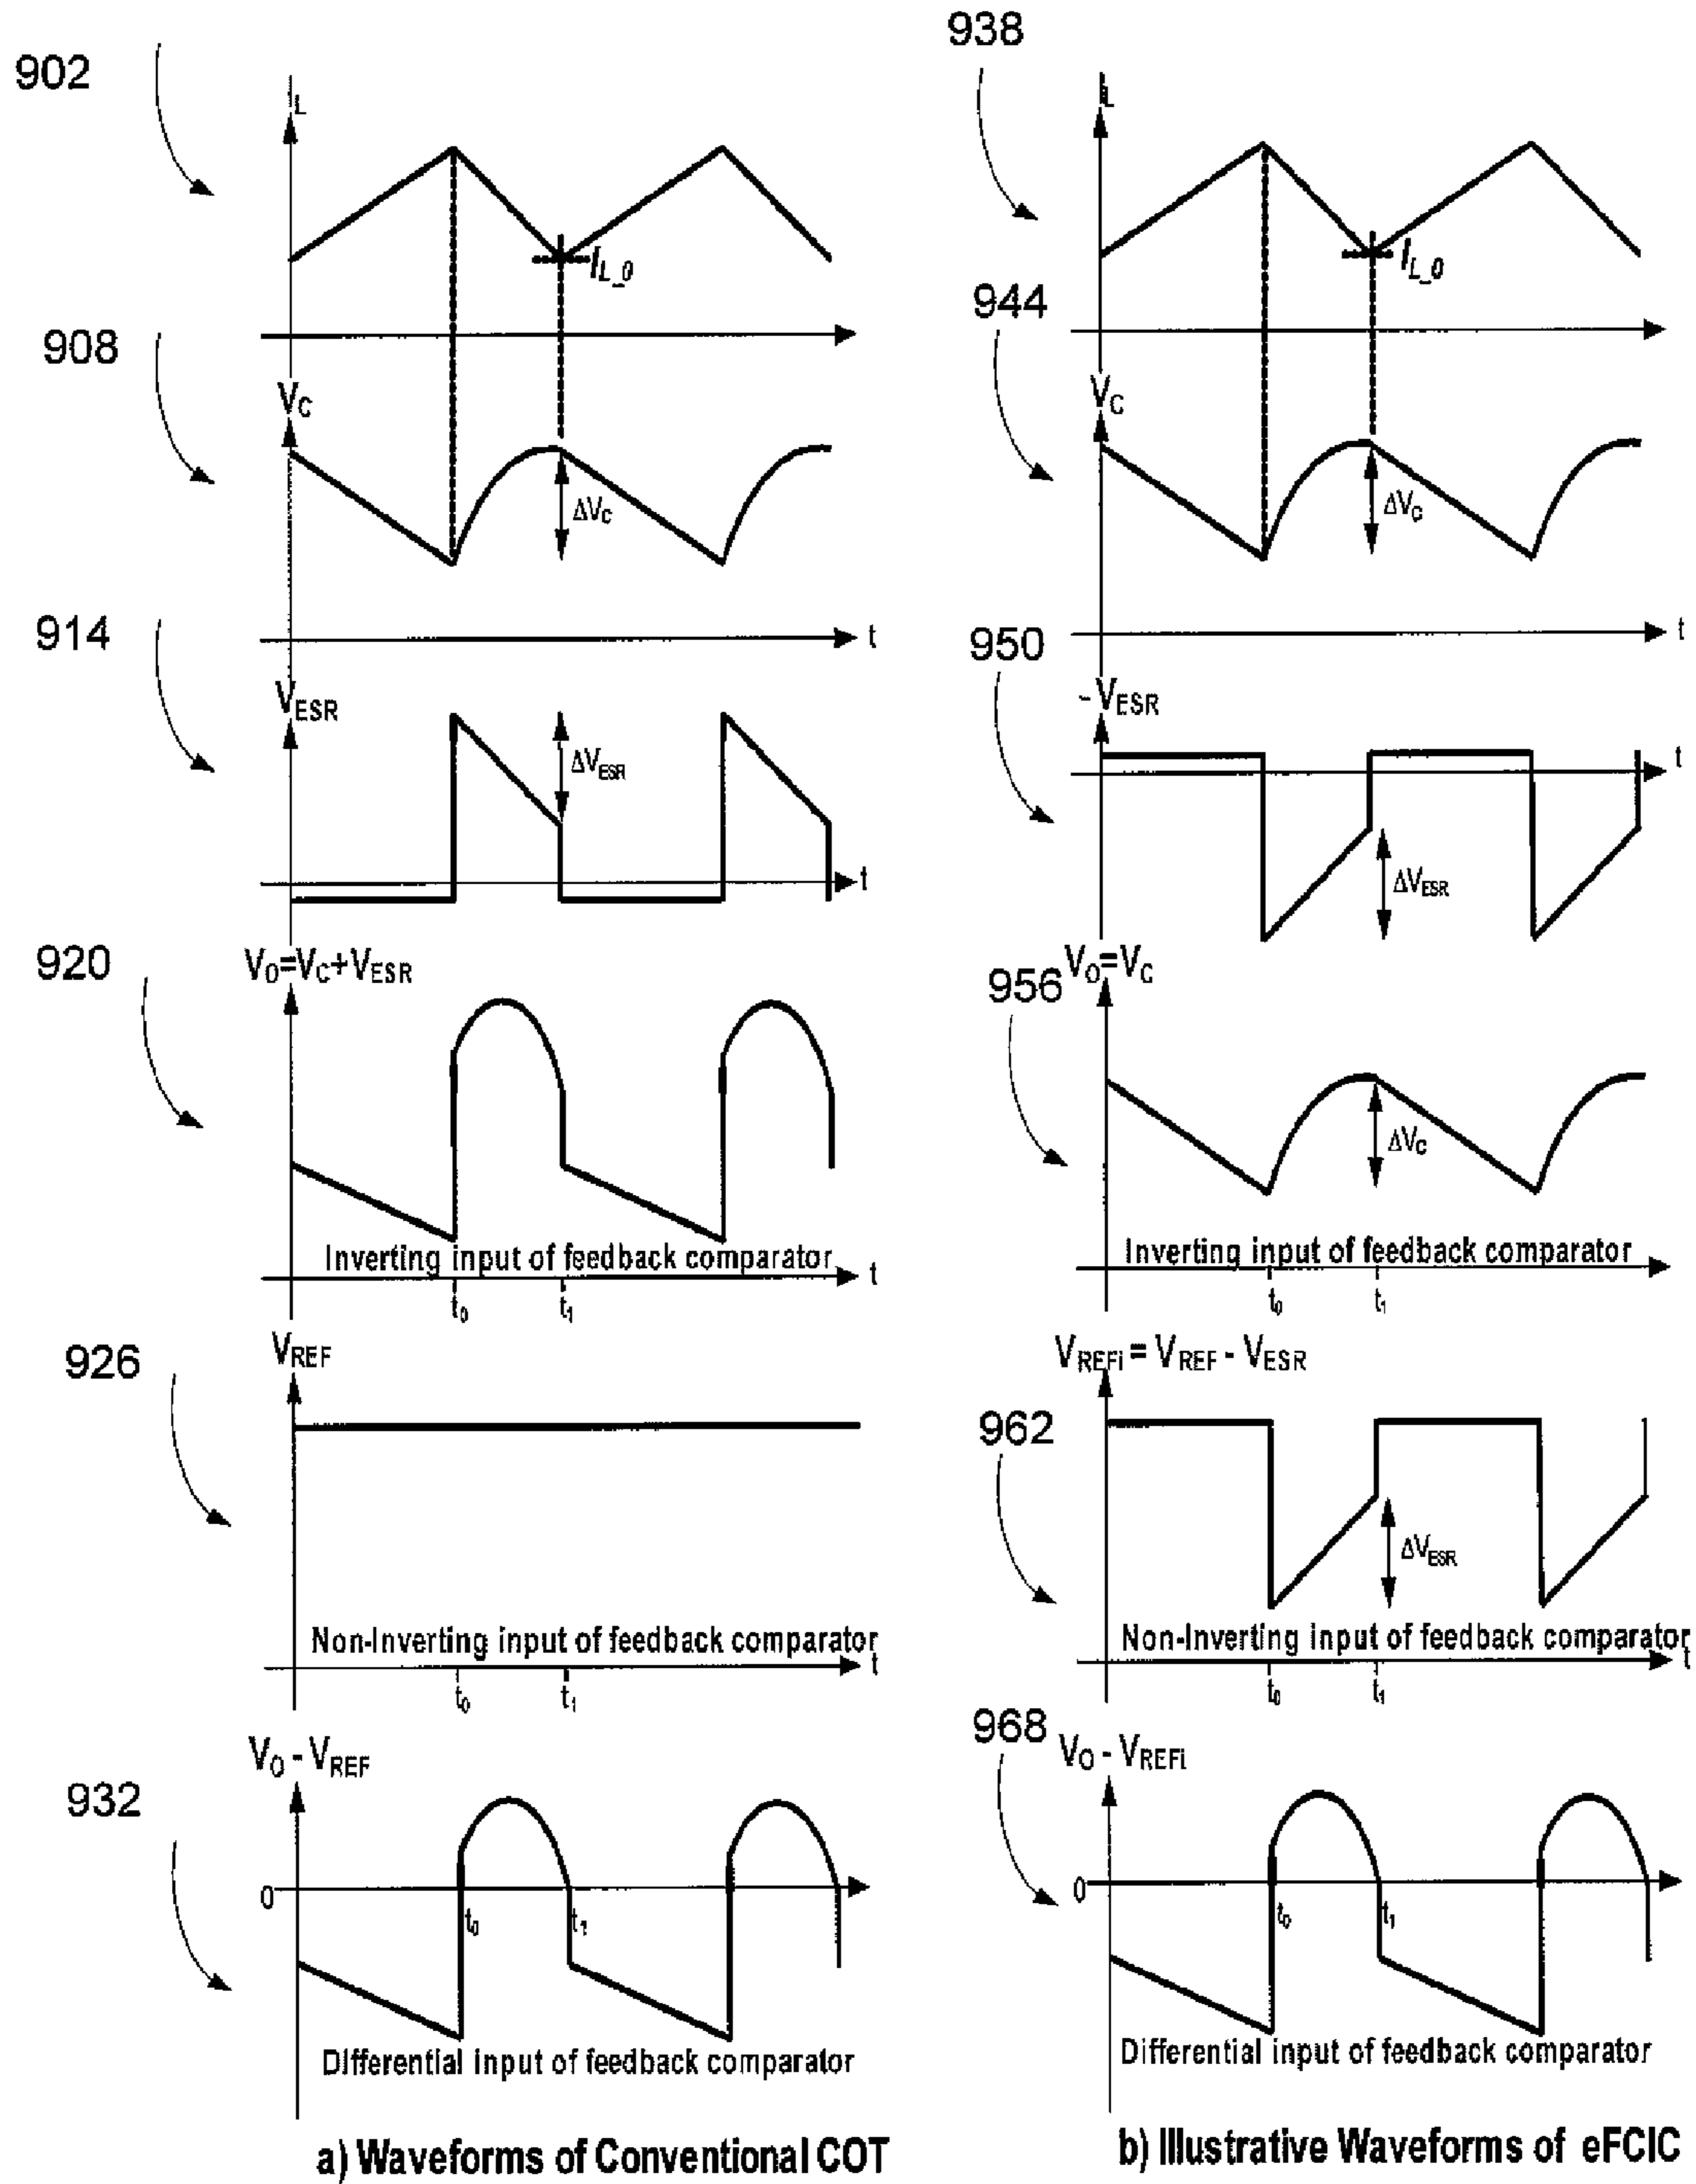 902
I_L
I_{L_0}
908
V_C
ΔV_C
914
t
V_ESR
ΔV_ESR
t
920
V_O=V_C+V_ESR
Inverting input of feedback comparator
t
t_0
t_1
926
V_REF
Non-Inverting input of feedback comparator
t
t_0
t_1
932
V_O - V_REF
0
t_0
t_1
Differential input of feedback comparator
a) Waveforms of Conventional COT
938
I_L
I_{L_0}
944
V_C
ΔV_C
t
950
- V_ESR
t
ΔV_ESR
956
V_O=V_C
ΔV_C
Inverting input of feedback comparator
t_0
t_1
V_REFi = V_REF - V_ESR
962
ΔV_ESR
Non-Inverting input of feedback comparator
t
t_0
t_1
968
V_O - V_REFi
0
t_0
t_1
Differential input of feedback comparator
b) Illustrative Waveforms of eFCIC